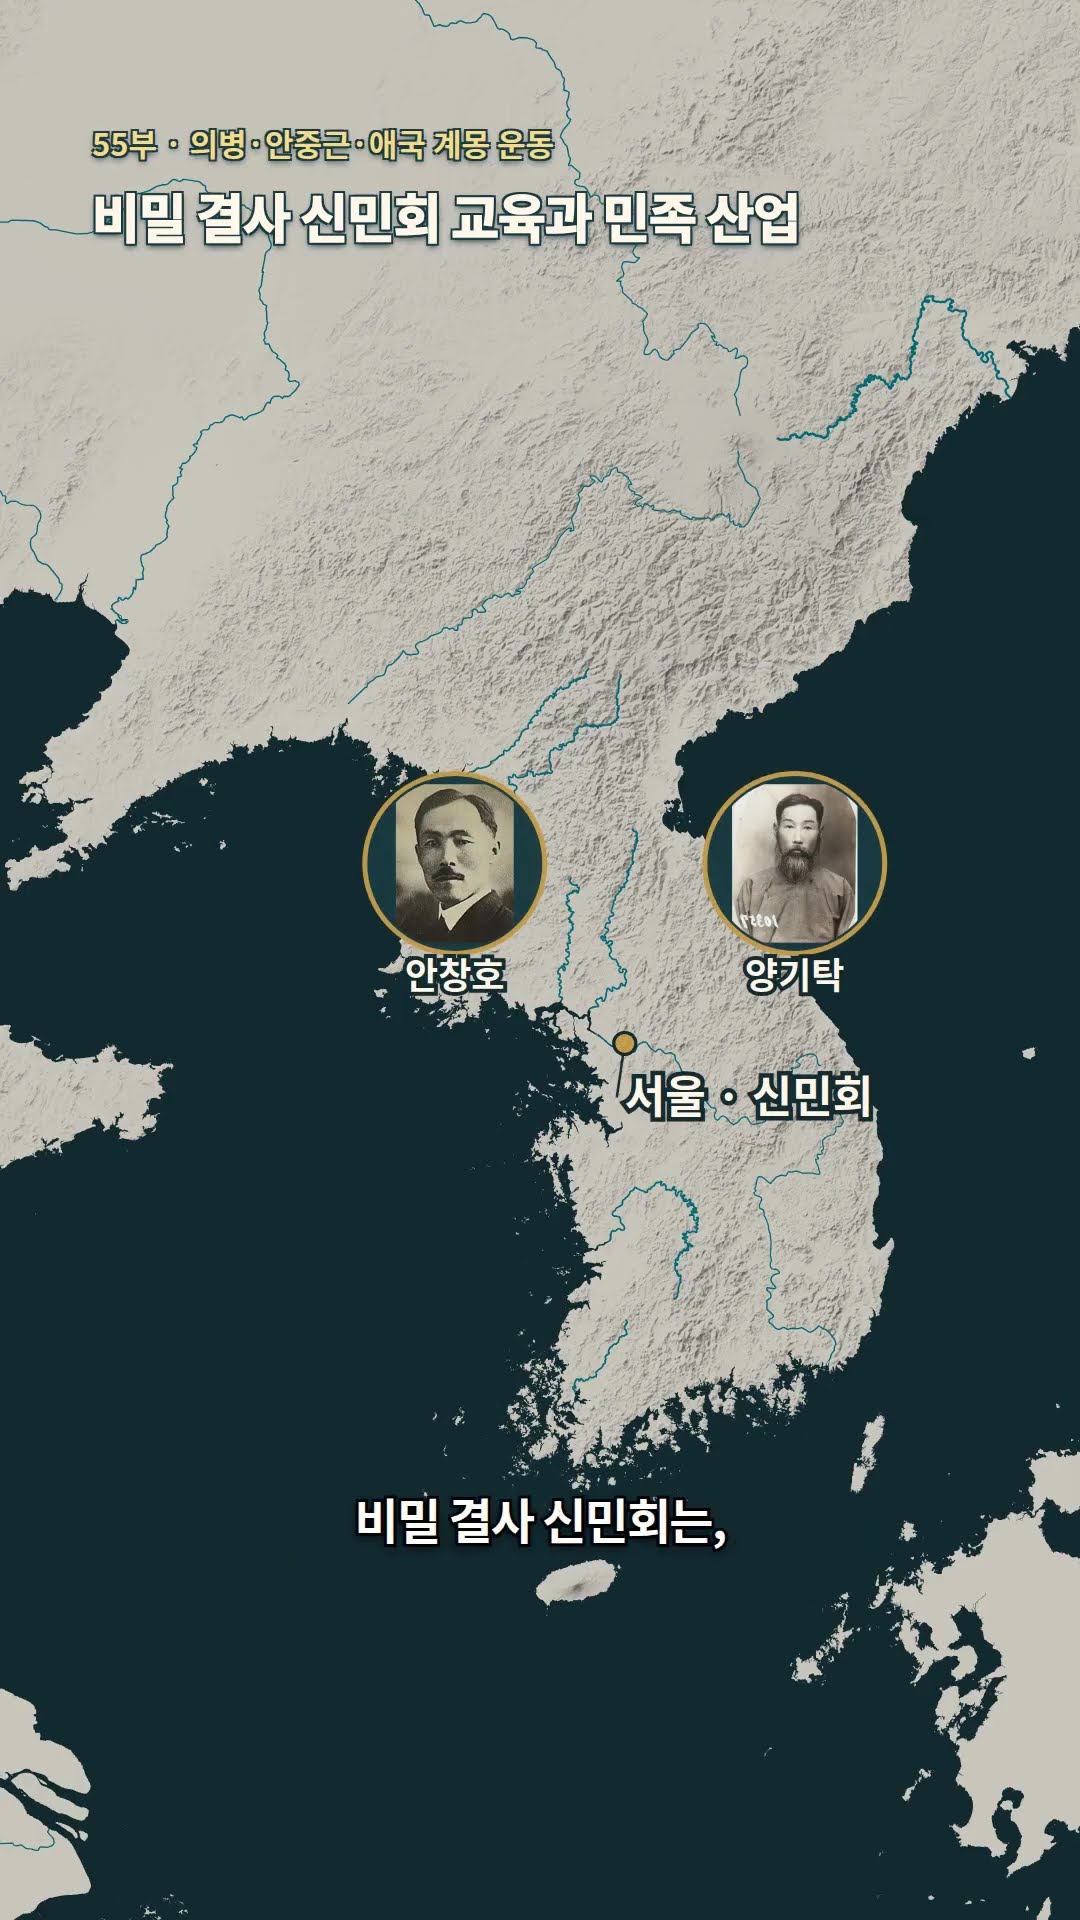 55부 · 의병·안중근·애국 계몽 운동
비밀 결사 신민회 교육과 민족 산업
안창호
양기탁
서울 · 신민회
비밀 결사 신민회는,